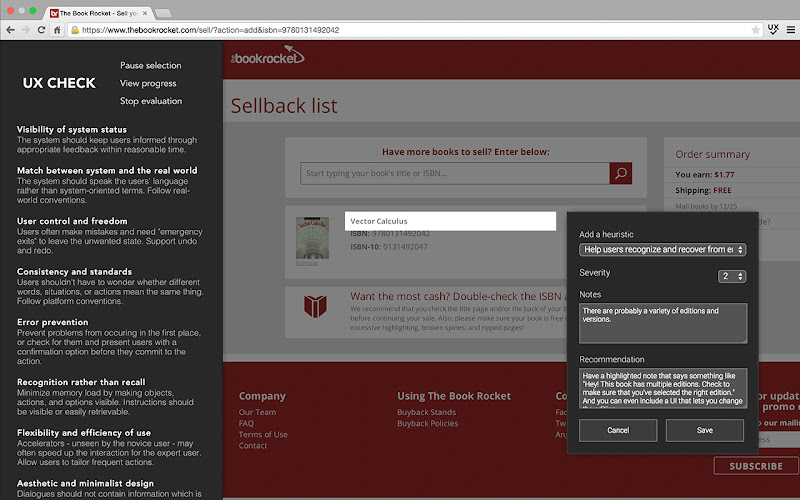 The Book Rocket - Sell yo
https://www.thebookrocket.com/sell/?action=add&isbn=9780131492042
UX
UX CHECK
Pause selection
View progress
Stop evaluation
Visibility of system status
The system should keep users informed through
appropriate feedback within reasonable time.
Match between system and the real world
The system should speak the users' language
rather than system-oriented terms. Follow real-
world conventions.
User control and freedom
Users often make mistakes and need "emergency
exits" to leave the unwanted state. Support undo
and redo.
Consistency and standards
Users shouldn't have to wonder whether different
words, situations, or actions mean the same thing.
Follow platform conventions.
Error prevention
Prevent problems from occuring in the first place,
or check for them and present users with a
confirmation option before they commit to the
action.
Recognition rather than recall
Minimize memory load by making objects,
actions, and options visible. Instructions should
be visible or easily retrievable.
Flexibility and efficiency of use
Accelerators - unseen by the novice user - may
often speed up the interaction for the expert user.
Allow users to tailor frequent actions.
Aesthetic and minimalist design
Dialogues should not contain information which is
the bookrocket
Sellback list
Have more books to sell? Enter below:
Start typing your book's title or ISBN...
Vector Calculus
ISBN: 9780131492042
ISBN-10: 0131492047
Remove
Want the most cash? Double-check the ISBN a
We recommend that you check the title page and/or the back of your b
before continuing your sale. Also, please make sure your book is free o
excessive highlighting, broken spines, and ripped pages!
Order summary
You earn: $1.77
Shipping: FREE
Mail books by 12/25
de?
Add a heuristic
Help users recognize and recover from er
Severity
2
Notes
There are probably a variety of editions and
versions.
Recommendation
Have a highlighted note that says something like
"Hey! This book has multiple editions. Check to
make sure that you've selected the right edition."
And you can even include a UI that lets you change
Cancel
Save
Company
Our Team
FAQ
Terms of Use
Contact
Using The Book Rocket
Buyback Stands
Buyback Policies
Co
Fac
Tw
Ang
or updat
promo c
o our mailin
ess
SUBSCRIBE